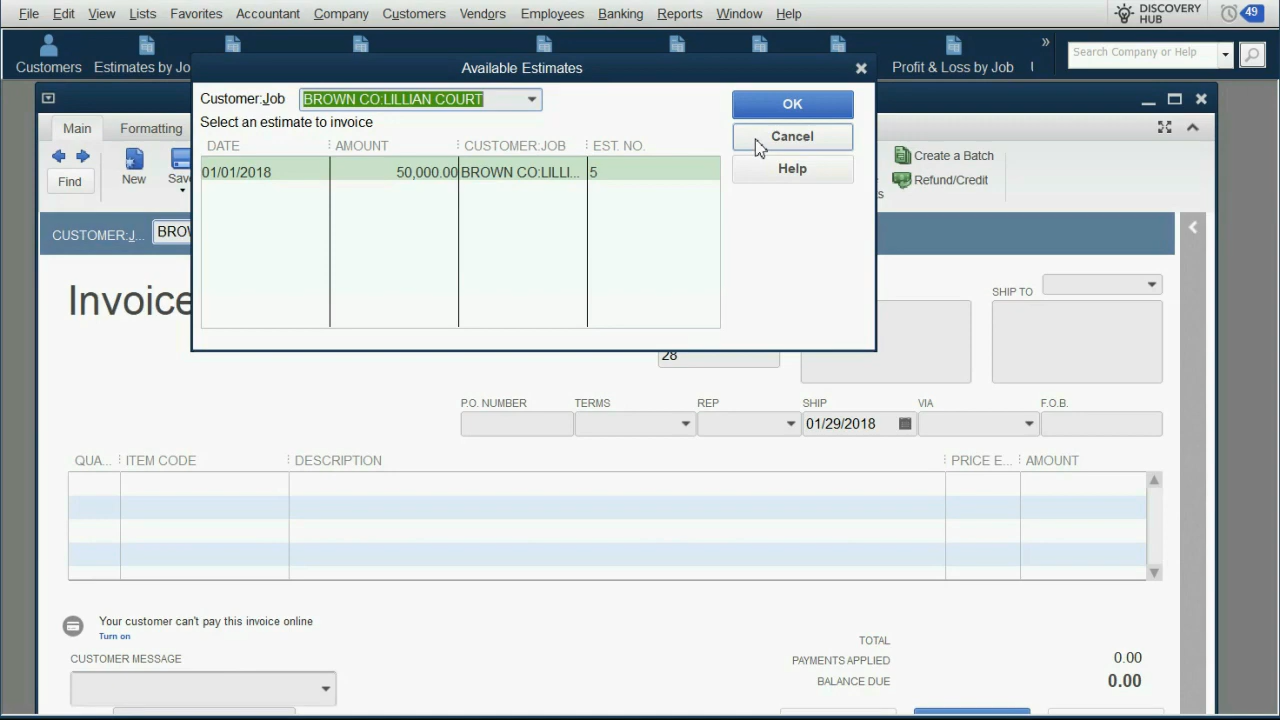 File Edit View Lists Favorites Accountant Company Customers Vendors Employees Banking Reports Window Help
DISCOVERY HUB 49
Customers Estimates by Jo Profit & Loss by Job Search Company or Help
Available Estimates
Customer:Job BROWN CO:LILLIAN COURT
Select an estimate to invoice
DATE AMOUNT CUSTOMER:JOB EST. NO.
01/01/2018 50,000.00 BROWN CO:LILLI... 5
OK
Cancel
Help
Main Formatting
Find New Save
Create a Batch
Refund/Credit
CUSTOMER:J... BROW
Invoice
SHIP TO
28
P.O. NUMBER TERMS REP SHIP VIA F.O.B.
01/29/2018
QUA... ITEM CODE DESCRIPTION PRICE E... AMOUNT
Your customer can't pay this invoice online
Turn on
CUSTOMER MESSAGE
TOTAL
PAYMENTS APPLIED 0.00
BALANCE DUE 0.00